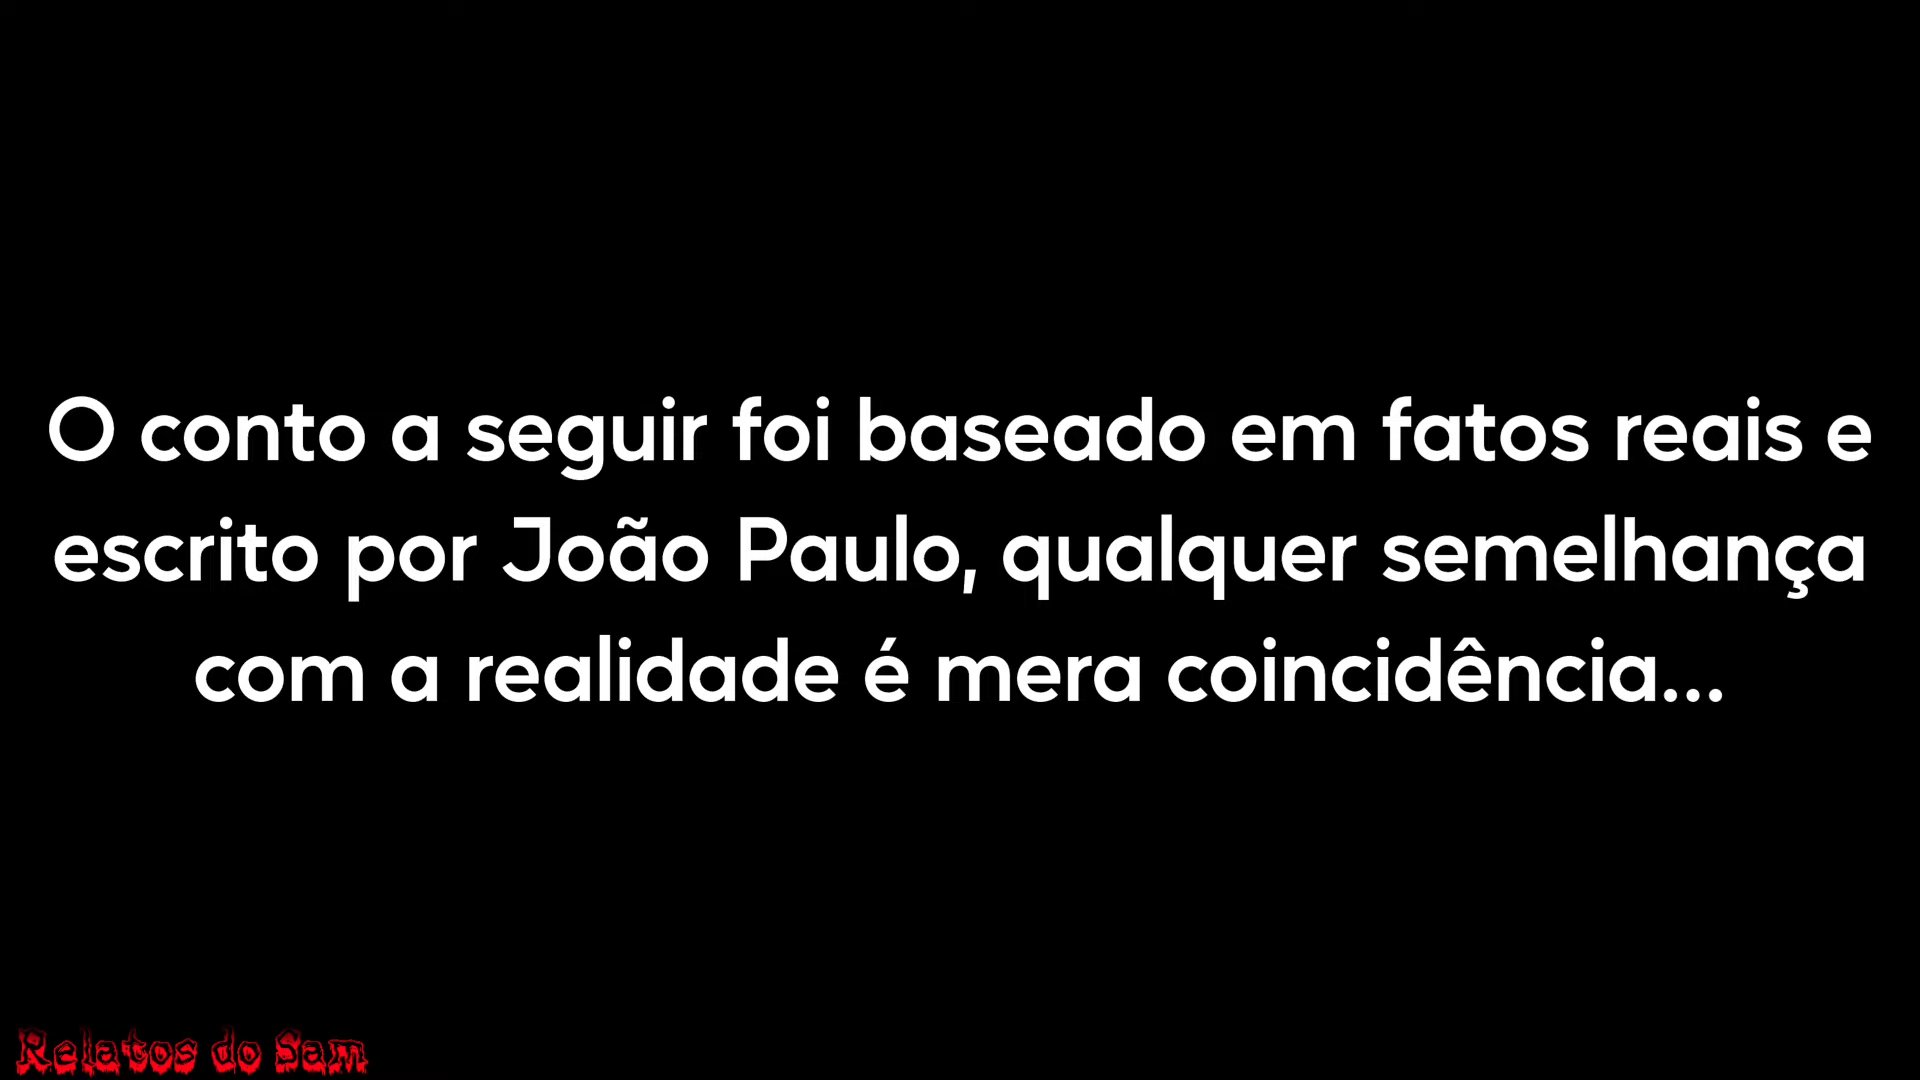 O conto a seguir foi baseado em fatos reais e
escrito por João Paulo, qualquer semelhança
com a realidade é mera coincidência...
Relatos do Sam